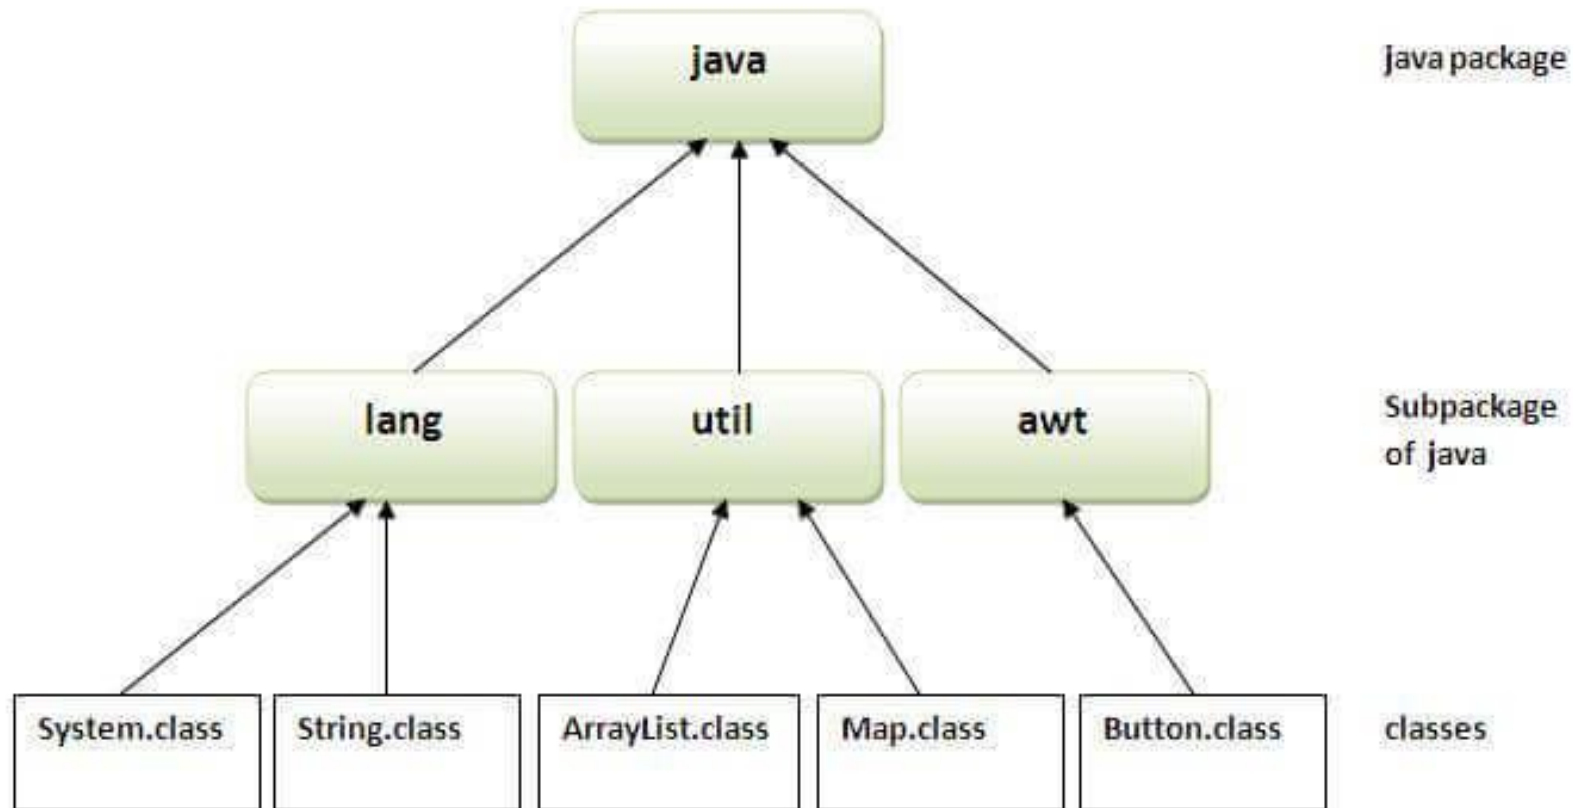 java
java package
lang
util
awt
Subpackage
of java
System.class
String.class
ArrayList.class
Map.class
Button.class
classes